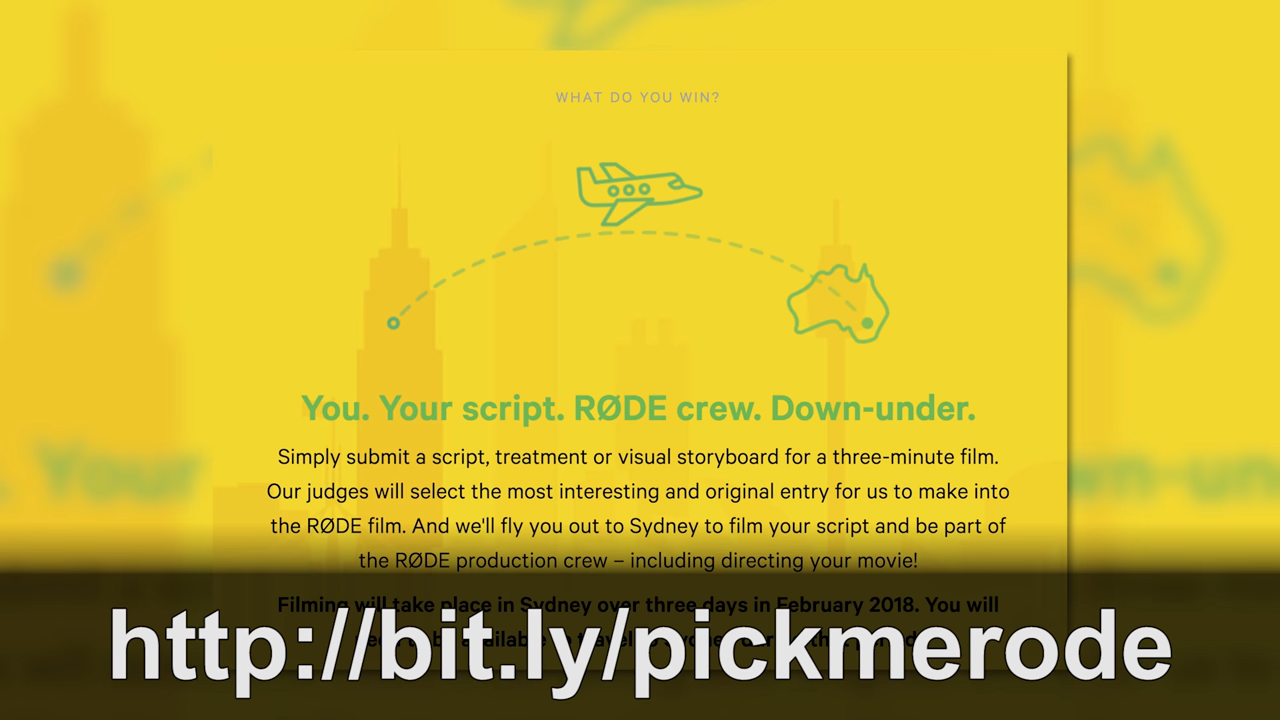 WHAT DO YOU WIN?
You. Your script. RØDE crew. Down-under.
Simply submit a script, treatment or visual storyboard for a three-minute film.
Our judges will select the most interesting and original entry for us to make into
the RØDE film. And we'll fly you out to Sydney to film your script and be part of
the RØDE production crew – including directing your movie!
Filming will take place in Sydney over three days in February 2018. You will
http://bit.ly/pickmerode